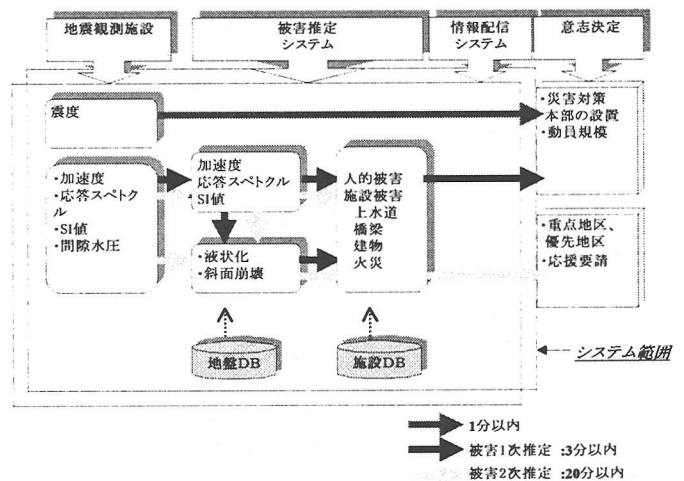 地震観測施設
被害推定
システム
情報配信
システム
意志決定
震度
・災害対策
本部の設置
・動員規模
・加速度
・応答スペクト
ル
・SI値
・間隙水圧
加速度
応答スペクトル
SI値
・液状化
・斜面崩壊
人的被害
施設被害
上水道
橋梁
建物
火災
・重点地区、
優先地区
・応援要請
地盤DB
施設DB
システム範囲
1分以内
被害1次推定 :3分以内
被害2次推定 :20分以内